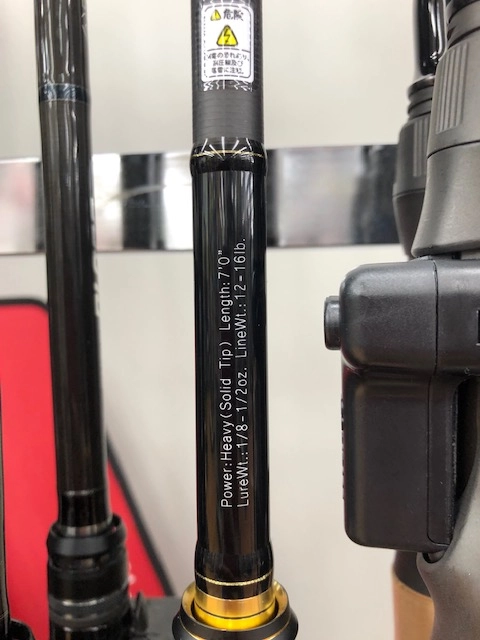 危険
Power:Heavy(Solid Tip) Length:7'0"
LureWt.:1/8-1/2oz. LineWt.:12-16lb.